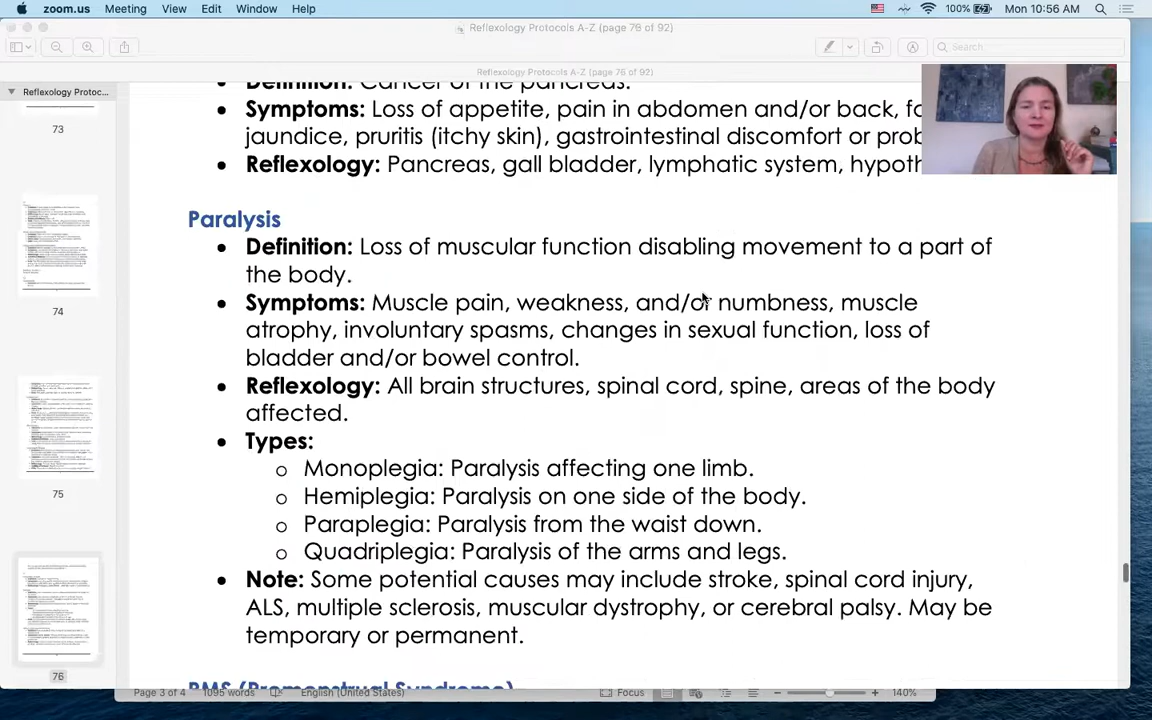 zoom.us Meeting View Edit Window Help 100% Mon 10:56 AM
Reflexology Protocols A-Z (page 76 of 92)
Search
Reflexology Protocols A-Z (page 76 of 92)
Reflexology Protoc...
73
74
75
76
Definition: Cancer of the pancreas.
• Symptoms: Loss of appetite, pain in abdomen and/or back,
jaundice, pruritis (itchy skin), gastrointestinal discomfort or
• Reflexology: Pancreas, gall bladder, lymphatic system,
Paralysis
• Definition: Loss of muscular function disabling movement to a part of
the body.
• Symptoms: Muscle pain, weakness, and/or numbness, muscle
atrophy, involuntary spasms, changes in sexual function, loss of
bladder and/or bowel control.
• Reflexology: All brain structures, spinal cord, spine, areas of the body
affected.
• Types:
o Monoplegia: Paralysis affecting one limb.
o Hemiplegia: Paralysis on one side of the body.
o Paraplegia: Paralysis from the waist down.
o Quadriplegia: Paralysis of the arms and legs.
• Note: Some potential causes may include stroke, spinal cord injury,
ALS, multiple sclerosis, muscular dystrophy, or cerebral palsy. May be
temporary or permanent.
PMS (Premenstrual Syndrome)
Page 3 of 4 1095 words English (United States) Focus 140%